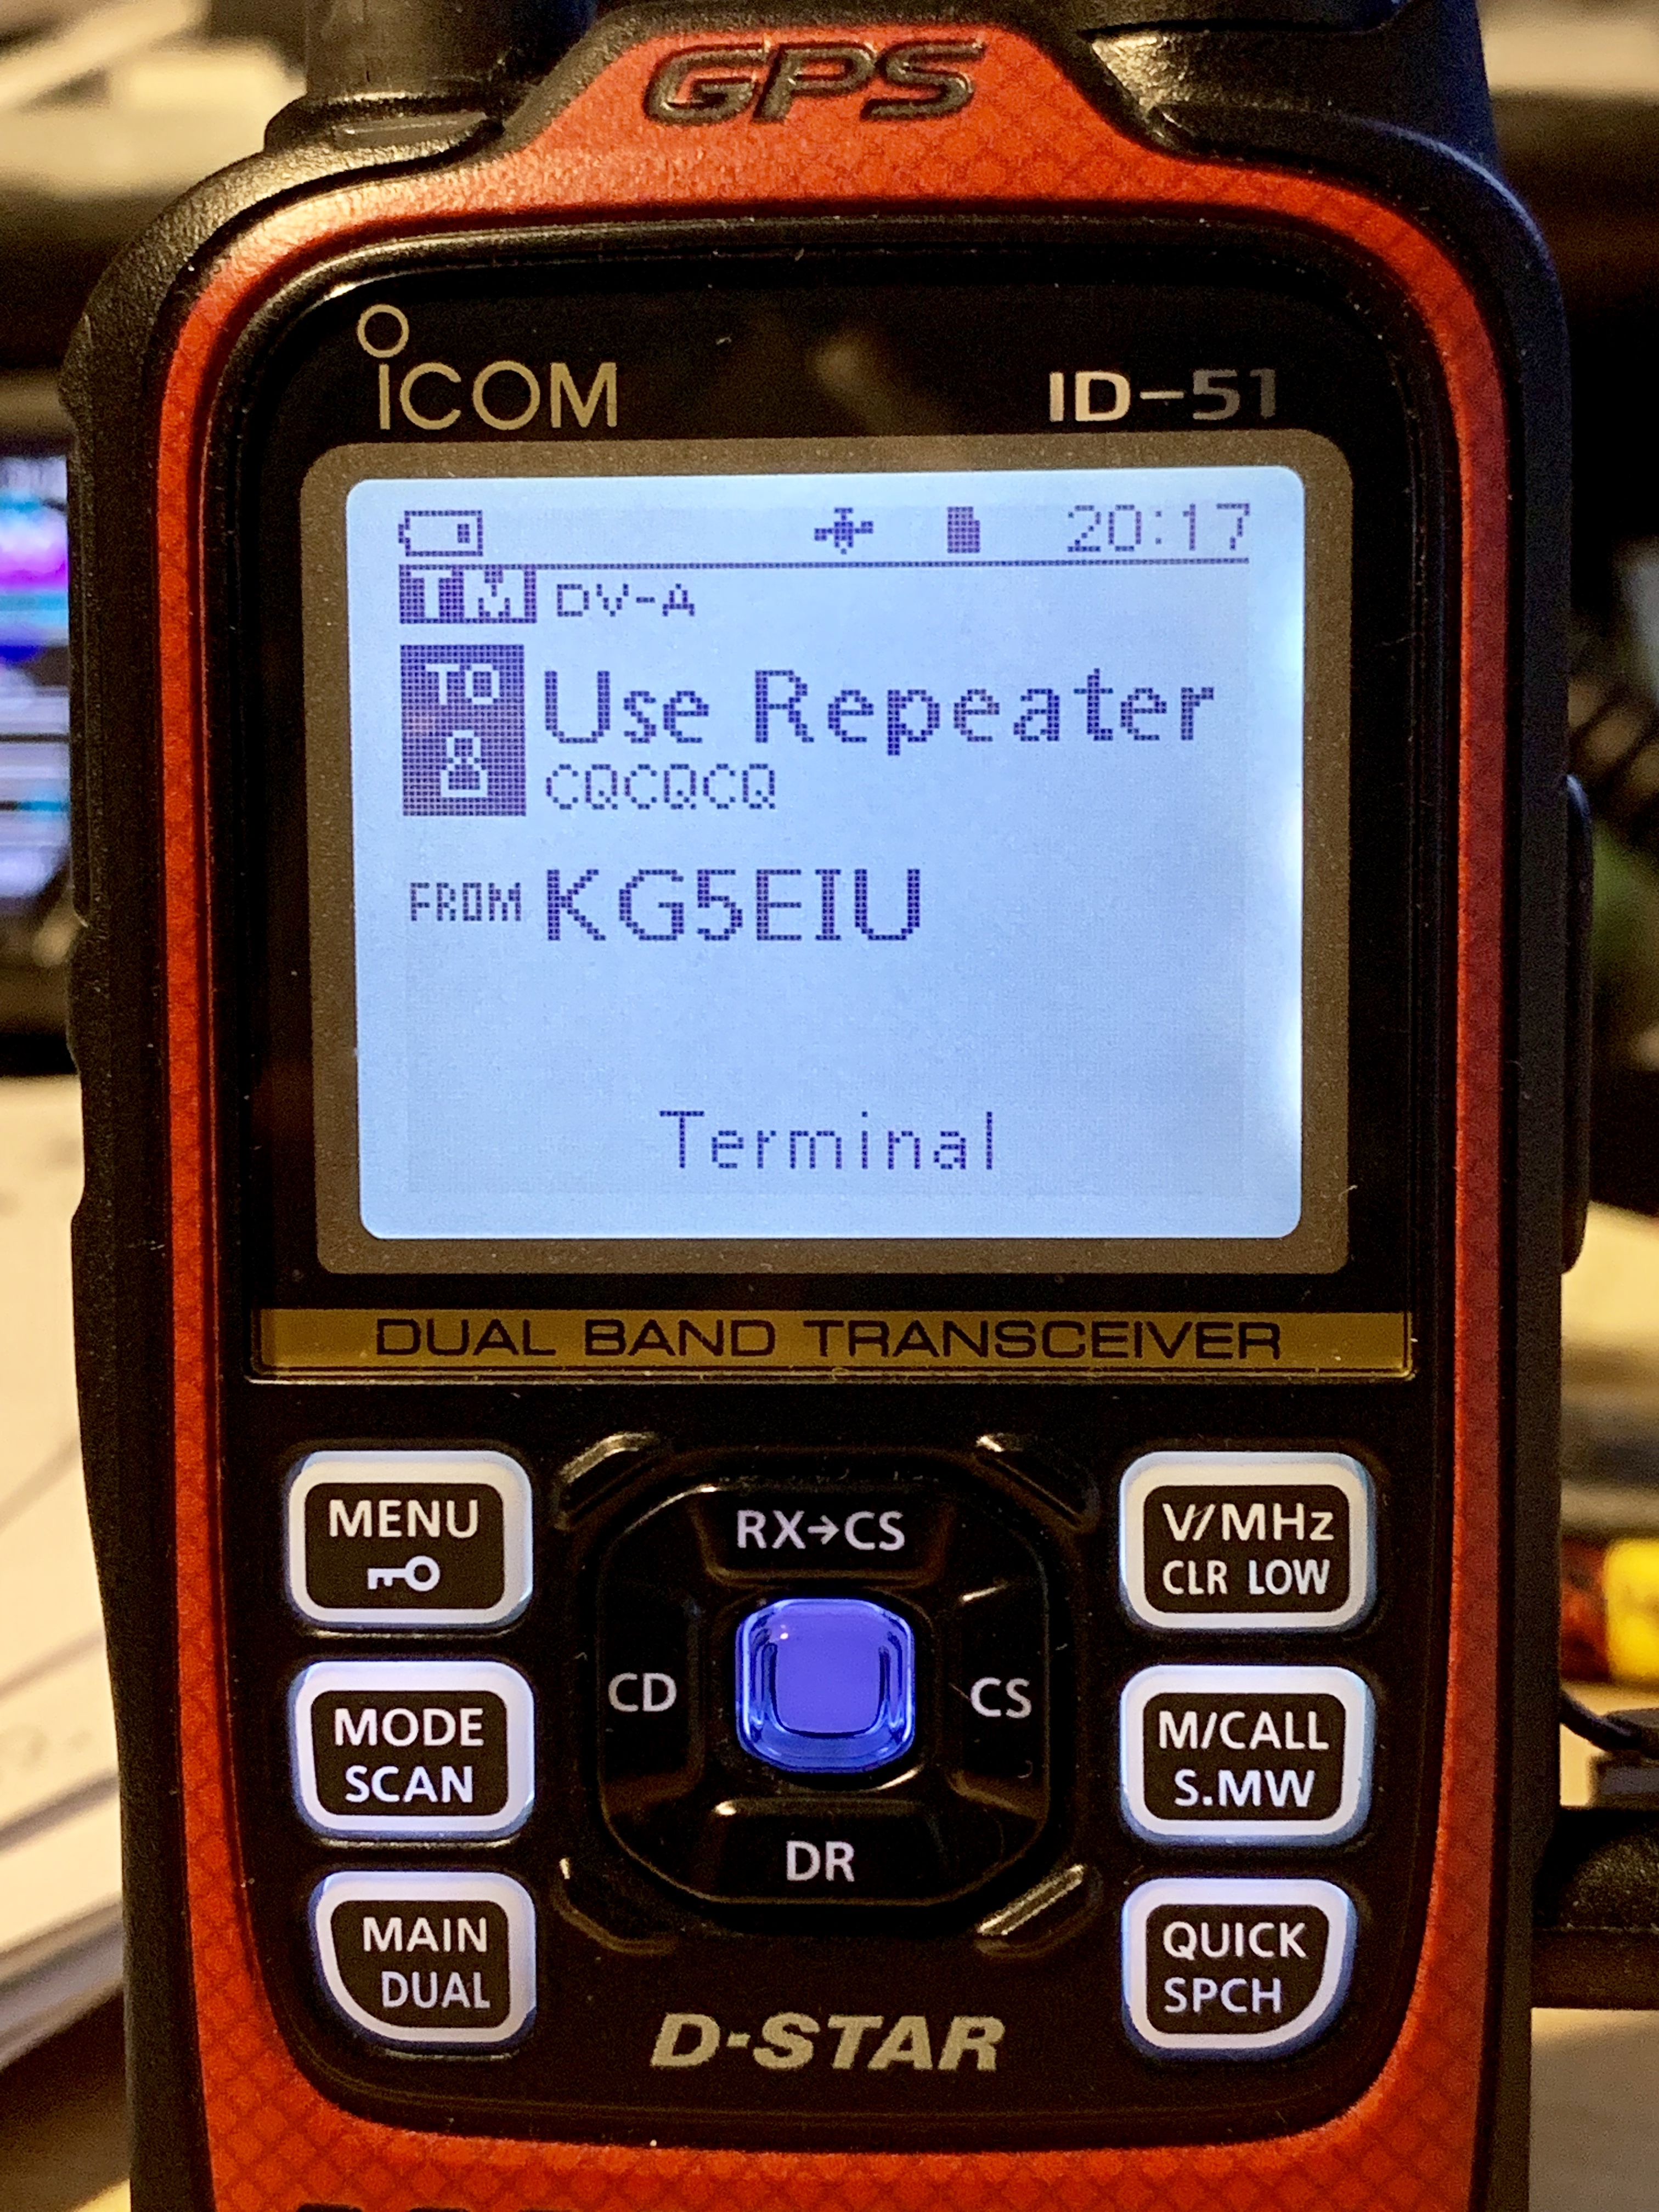 GPS
ICOM ID-51
20:17
TM DV-A
TO Use Repeater
CQCQCQ
FROM KG5EIU
Terminal
DUAL BAND TRANSCEIVER
MENU
RX→CS
V/MHz
CLR LOW
MODE
SCAN
CD
CS
M/CALL
S.MW
DR
MAIN
DUAL
QUICK
SPCH
D-STAR